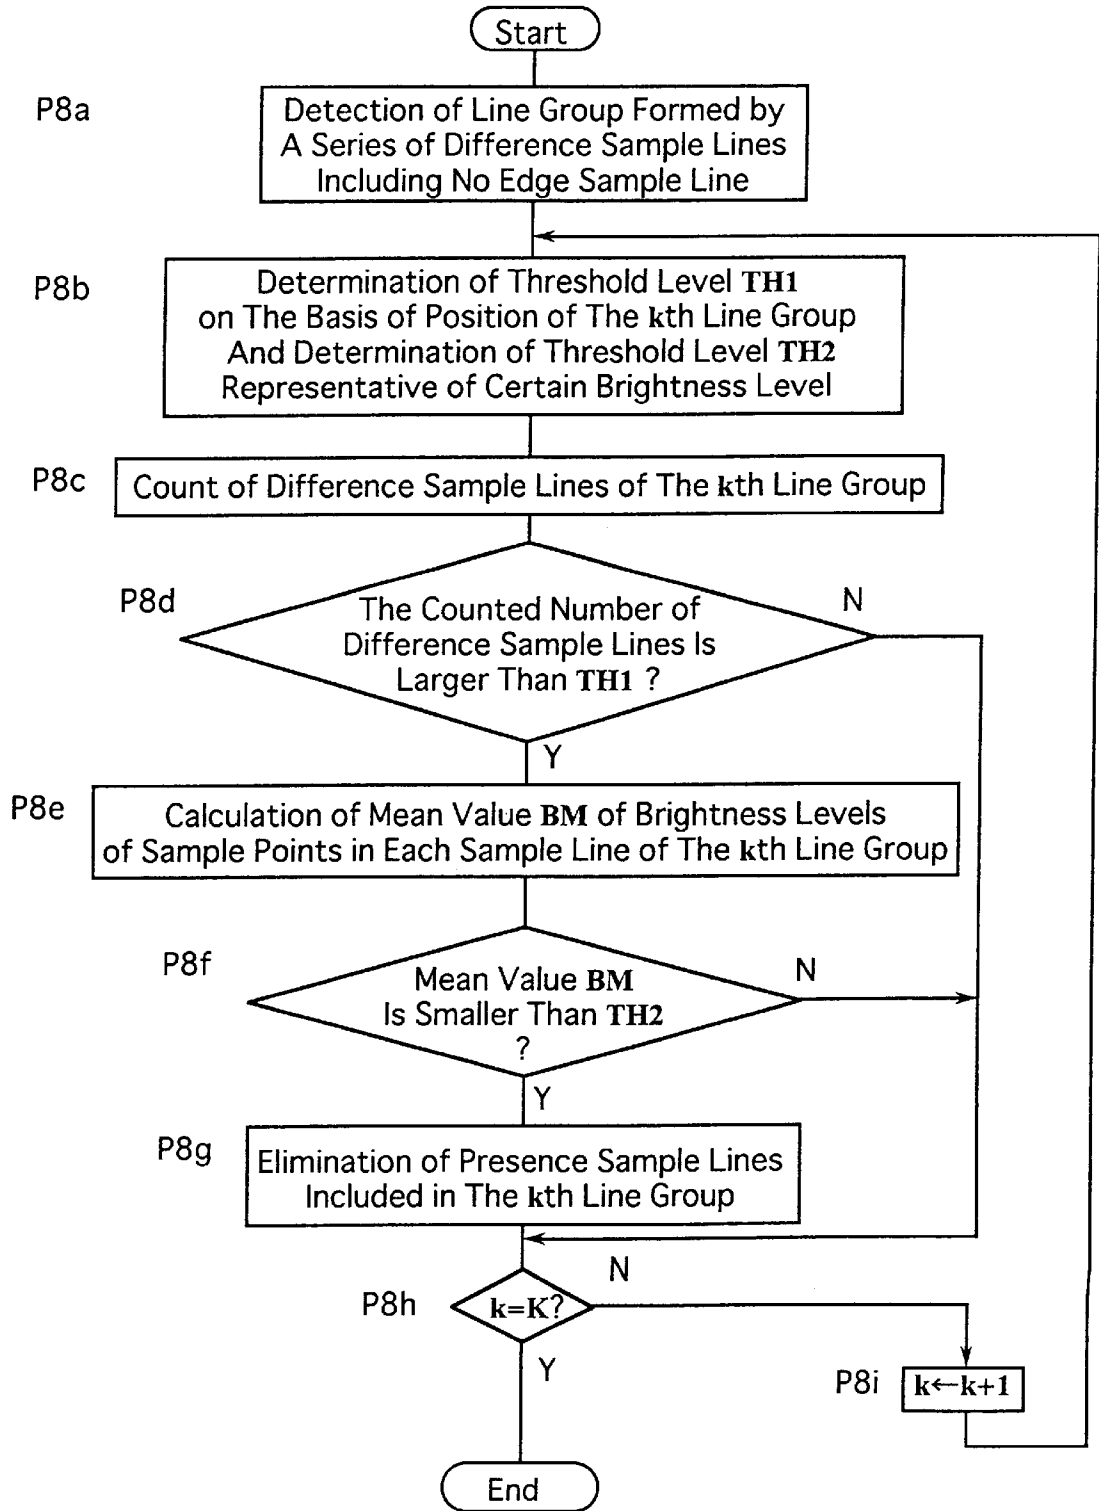 Start
P8a
Detection of Line Group Formed by
A Series of Difference Sample Lines
Including No Edge Sample Line
P8b
Determination of Threshold Level TH1
on The Basis of Position of The kth Line Group
And Determination of Threshold Level TH2
Representative of Certain Brightness Level
P8c
Count of Difference Sample Lines of The kth Line Group
P8d
The Counted Number of
Difference Sample Lines Is
Larger Than TH1 ?
N
Y
P8e
Calculation of Mean Value BM of Brightness Levels
of Sample Points in Each Sample Line of The kth Line Group
P8f
Mean Value BM
Is Smaller Than TH2
?
N
Y
P8g
Elimination of Presence Sample Lines
Included in The kth Line Group
P8h
k=K?
N
Y
P8i
k←k+1
End